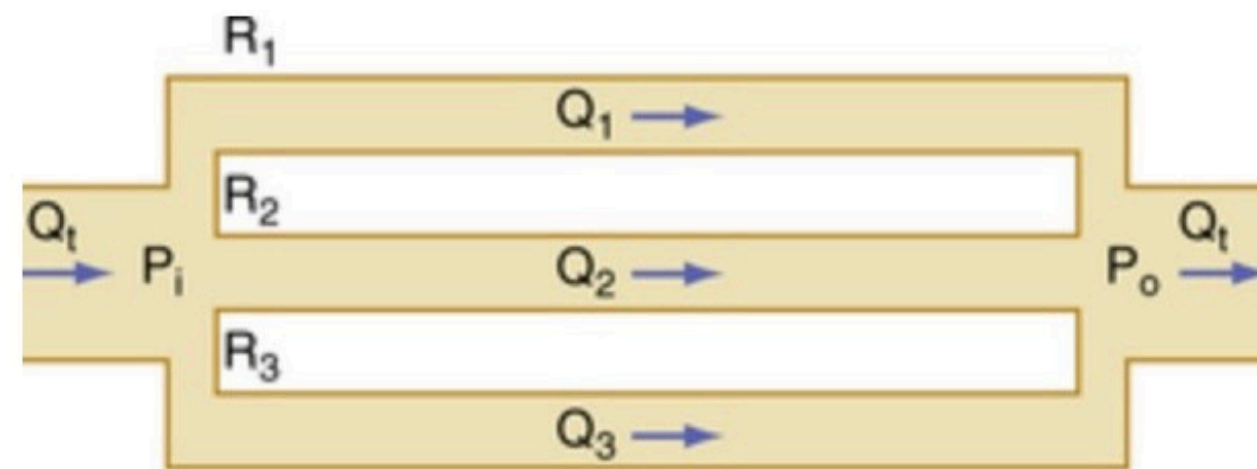 R₁
Q₁
R₂
Qₜ
Pᵢ
Q₂
Pₒ
Qₜ
R₃
Q₃